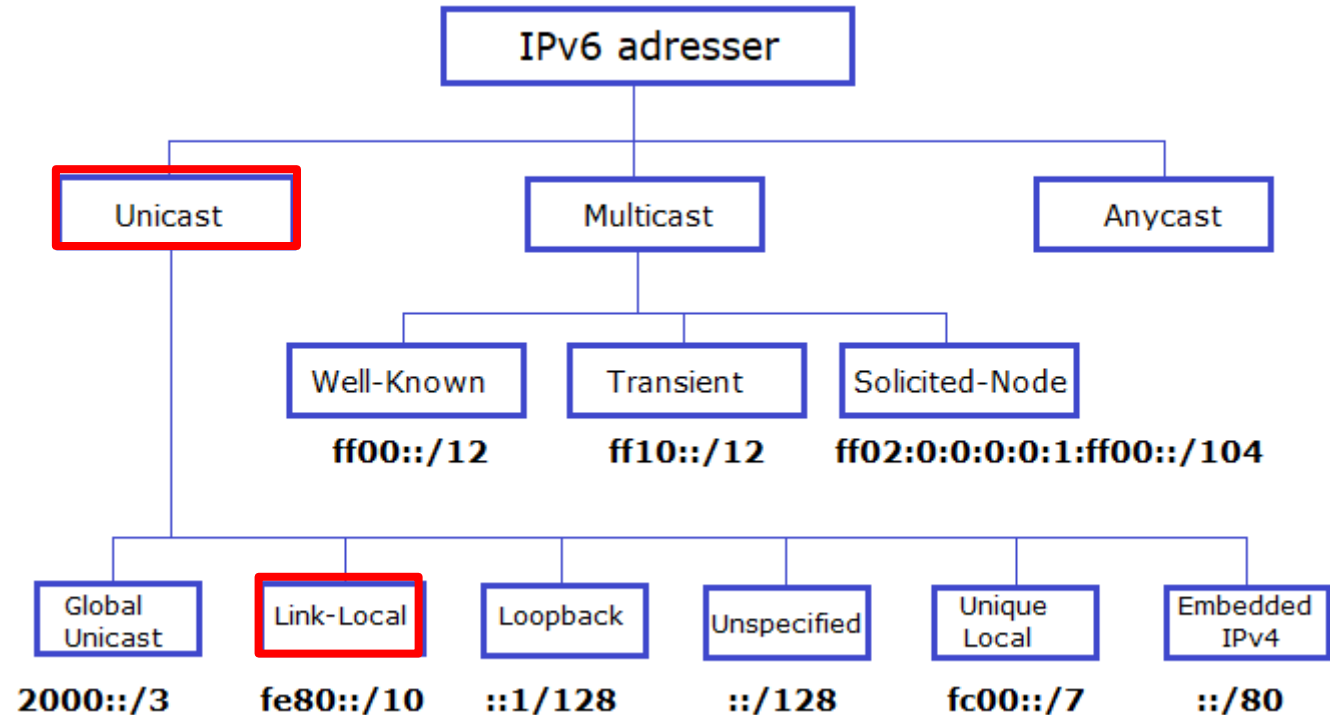 IPv6 adresser
Unicast
Multicast
Anycast
Well-Known
Transient
Solicited-Node
ff00::/12
ff10::/12
ff02:0:0:0:0:1:ff00::/104
Global
Unicast
Link-Local
Loopback
Unspecified
Unique
Local
Embedded
IPv4
2000::/3
fe80::/10
::1/128
::/128
fc00::/7
::/80